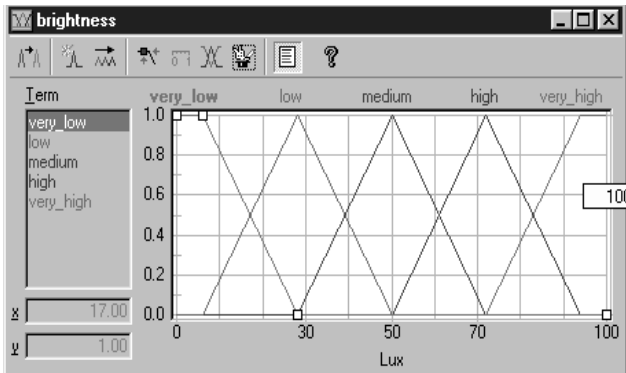 brightness
Term
very_low
low
medium
high
very_high
very_low low medium high very_high
1.0
0.8
0.6
0.4
0.2
0.0
0 30 50 70 100
Lux
100
x 17.00
y 1.00